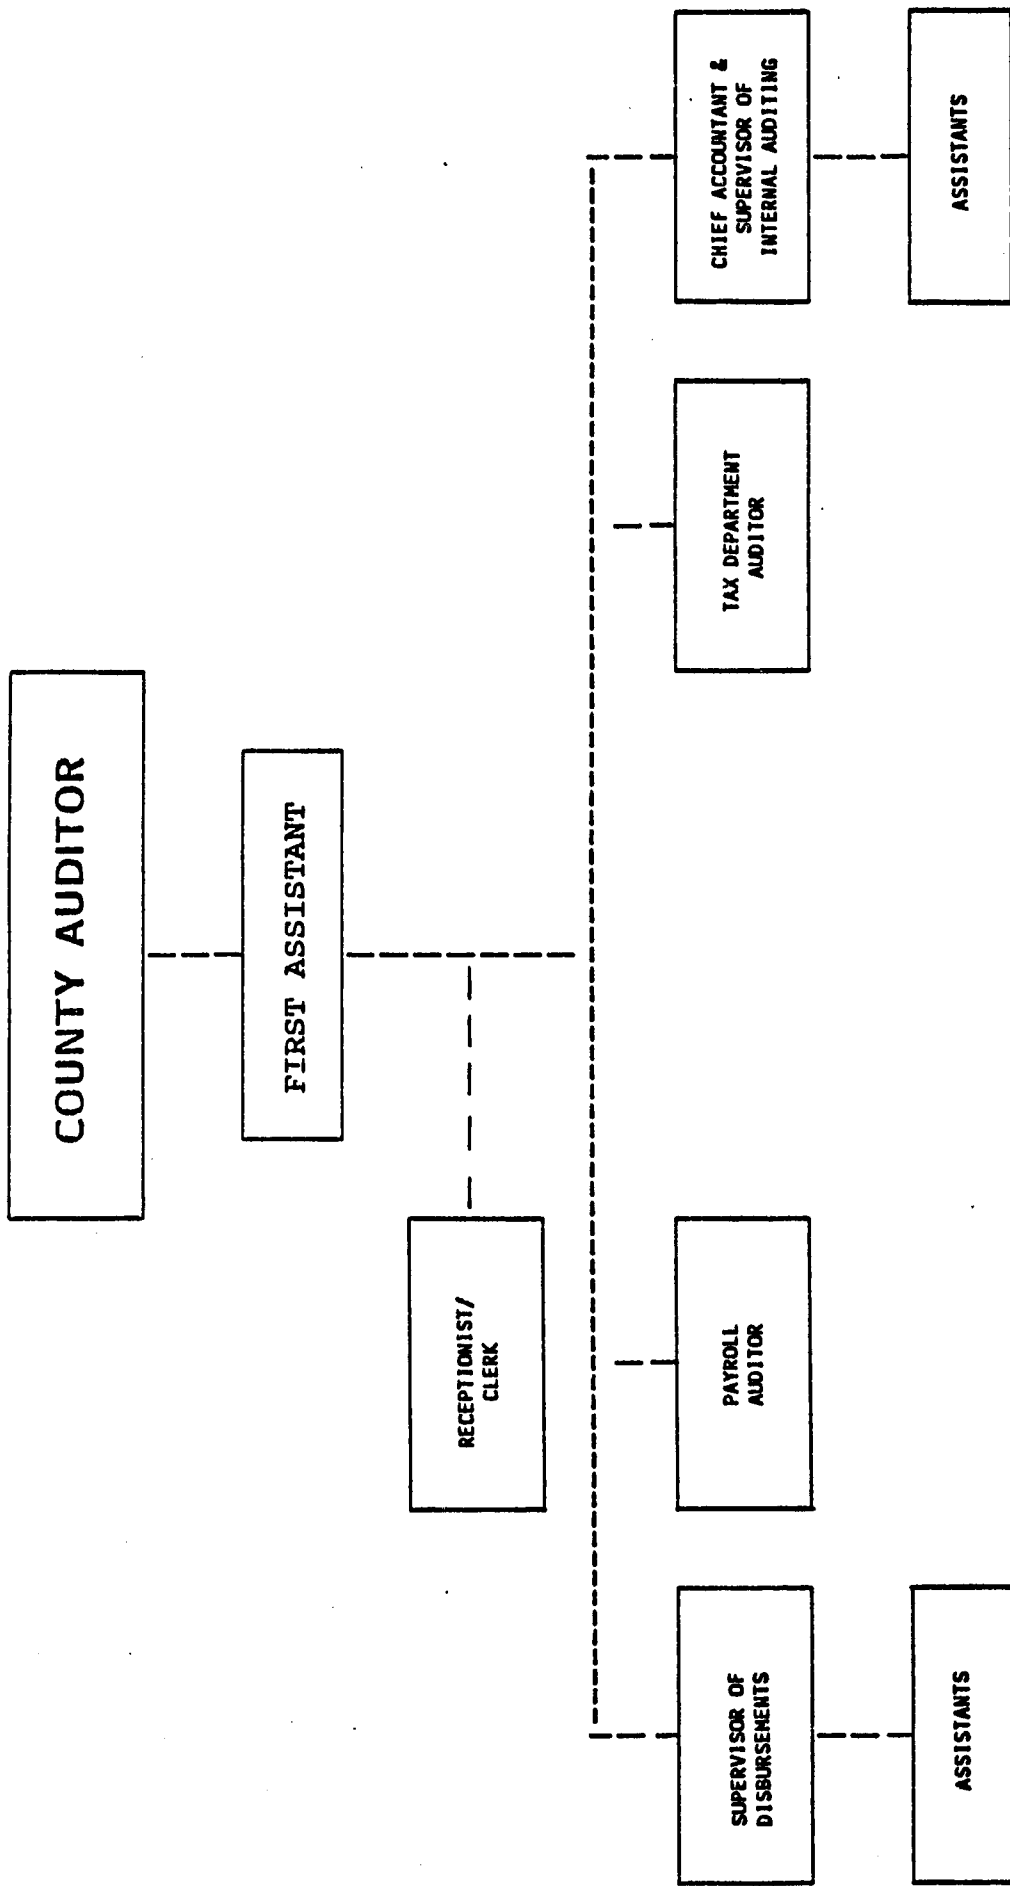 COUNTY AUDITOR
FIRST ASSISTANT
RECEPTIONIST/
CLERK
SUPERVISOR OF
DISBURSEMENTS
PAYROLL
AUDITOR
TAX DEPARTMENT
AUDITOR
CHIEF ACCOUNTANT &
SUPERVISOR OF
INTERNAL AUDITING
ASSISTANTS
ASSISTANTS